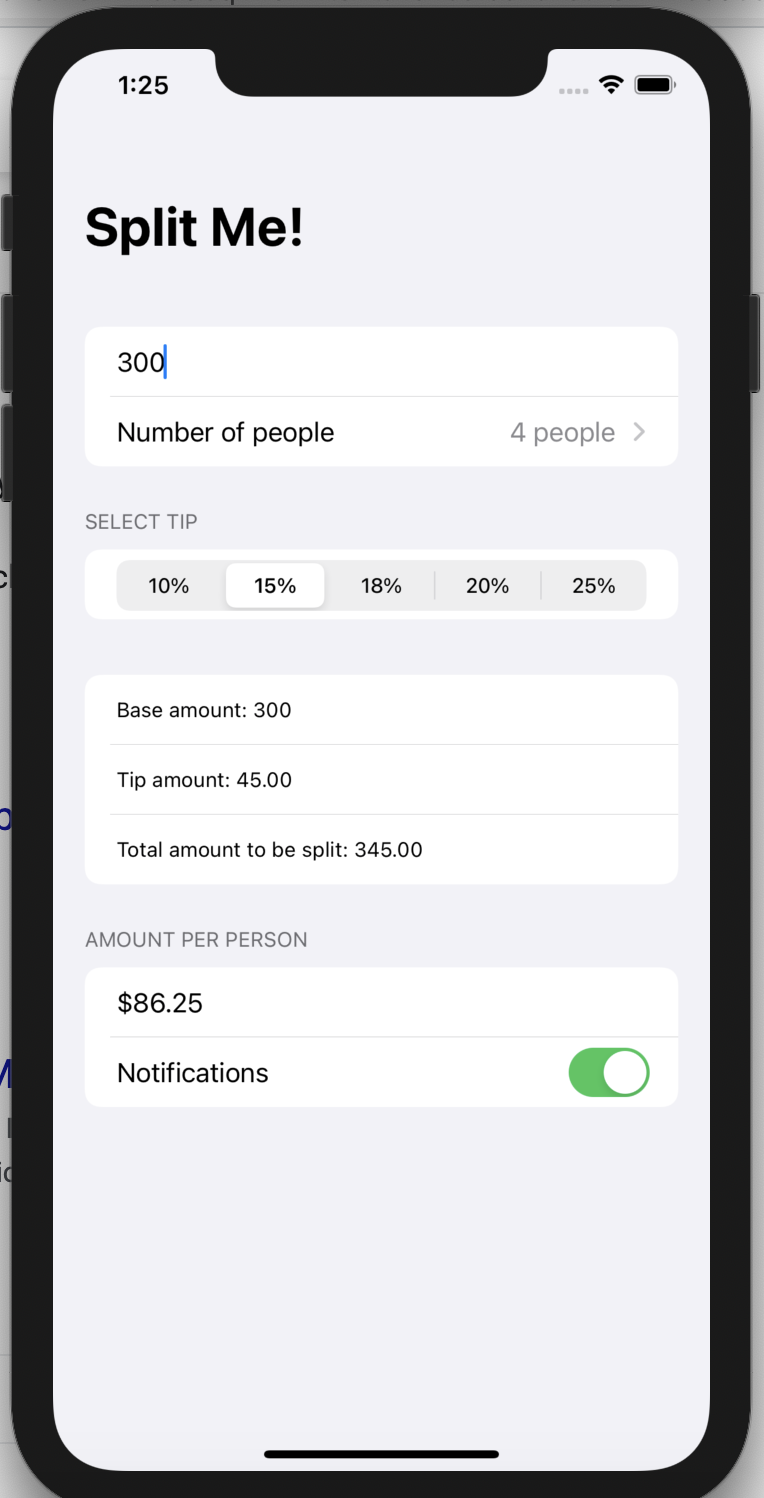 1:25
Split Me!
300
Number of people 4 people
SELECT TIP
10% 15% 18% 20% 25%
Base amount: 300
Tip amount: 45.00
Total amount to be split: 345.00
AMOUNT PER PERSON
$86.25
Notifications